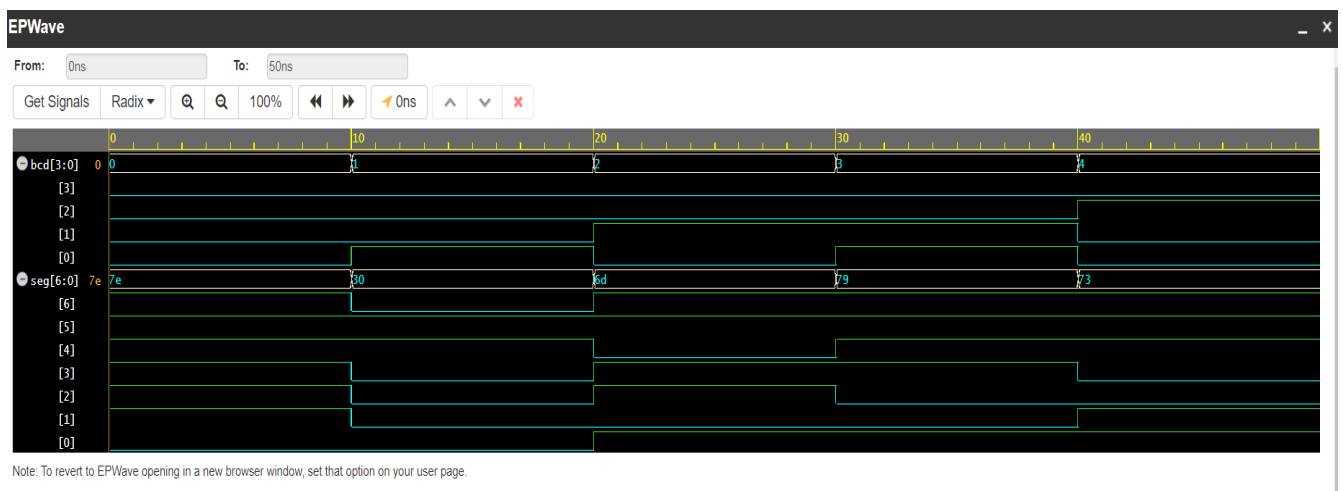 EPWave
From: 0ns To: 50ns
Get Signals Radix 100% 0ns
0 10 20 30 40
bcd[3:0] 0 0 1 2 3 4
[3]
[2]
[1]
[0]
seg[6:0] 7e 7e 30 6d 79 73
[6]
[5]
[4]
[3]
[2]
[1]
[0]
Note: To revert to EPWave opening in a new browser window, set that option on your user page.